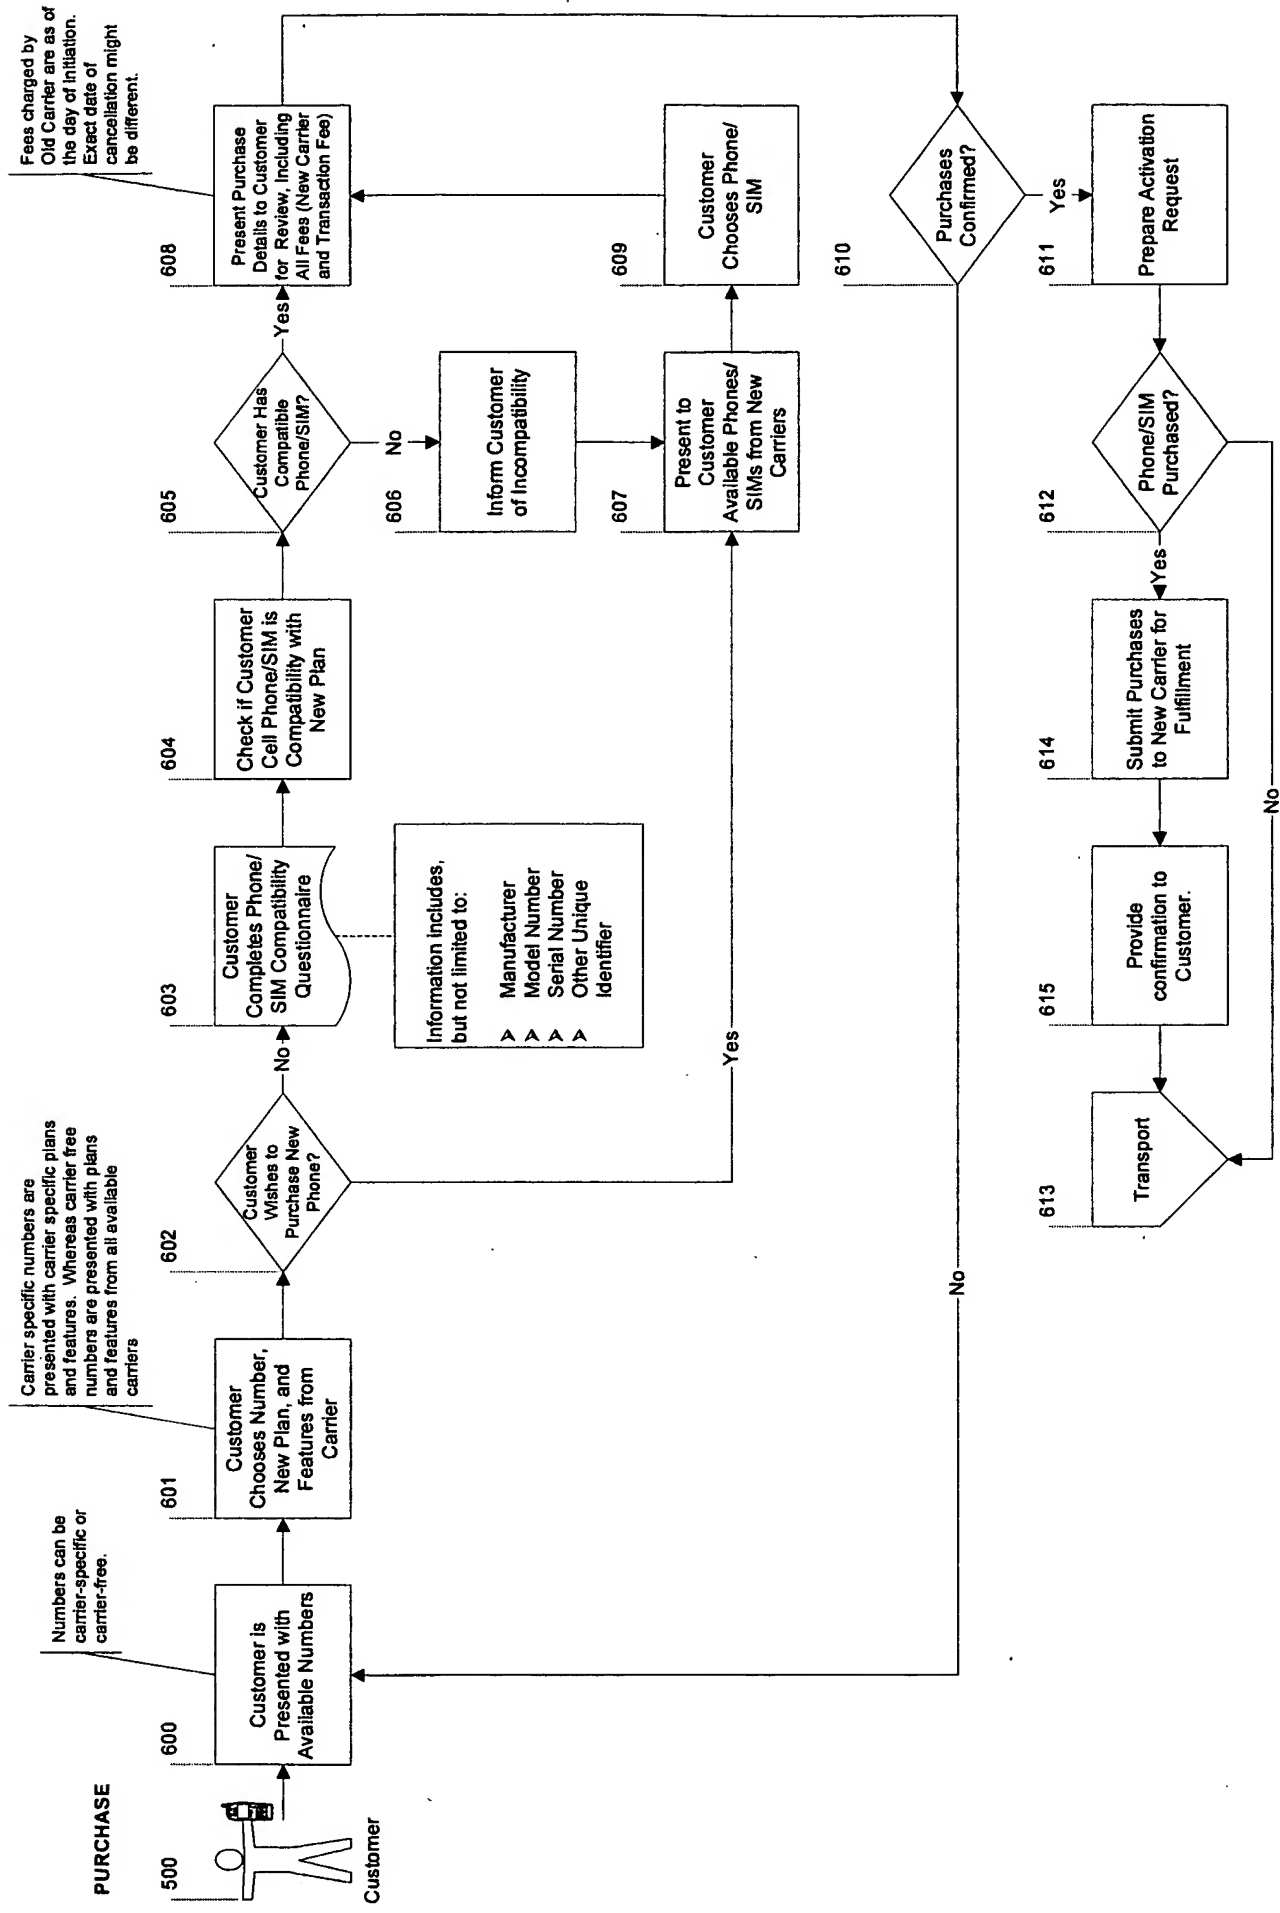 PURCHASE
500
Customer
Numbers can be
carrier-specific or
carrier-free.
600
Customer is
Presented with
Available Numbers
Carrier specific numbers are
presented with carrier specific plans
and features. Whereas carrier free
numbers are presented with plans
and features from all available
carriers
601
Customer
Chooses Number,
New Plan, and
Features from
Carrier
602
Customer
Wishes to
Purchase New
Phone?
No
Yes
603
Customer
Completes Phone/
SIM Compatibility
Questionnaire
Information includes,
but not limited to:
➢ Manufacturer
➢ Model Number
➢ Serial Number
➢ Other Unique
Identifier
604
Check if Customer
Cell Phone/SIM is
Compatibility with
New Plan
605
Customer Has
Compatible
Phone/SIM?
Yes
No
606
Inform Customer
of Incompatibility
607
Present to
Customer
Available Phones/
SIMs from New
Carriers
Fees charged by
Old Carrier are as of
the day of Initiation.
Exact date of
cancellation might
be different.
608
Present Purchase
Details to Customer
for Review, Including
All Fees (New Carrier
and Transaction Fee)
609
Customer
Chooses Phone/
SIM
610
Purchases
Confirmed?
No
Yes
611
Prepare Activation
Request
612
Phone/SIM
Purchased?
Yes
No
614
Submit Purchases
to New Carrier for
Fulfillment
615
Provide
confirmation to
Customer.
613
Transport